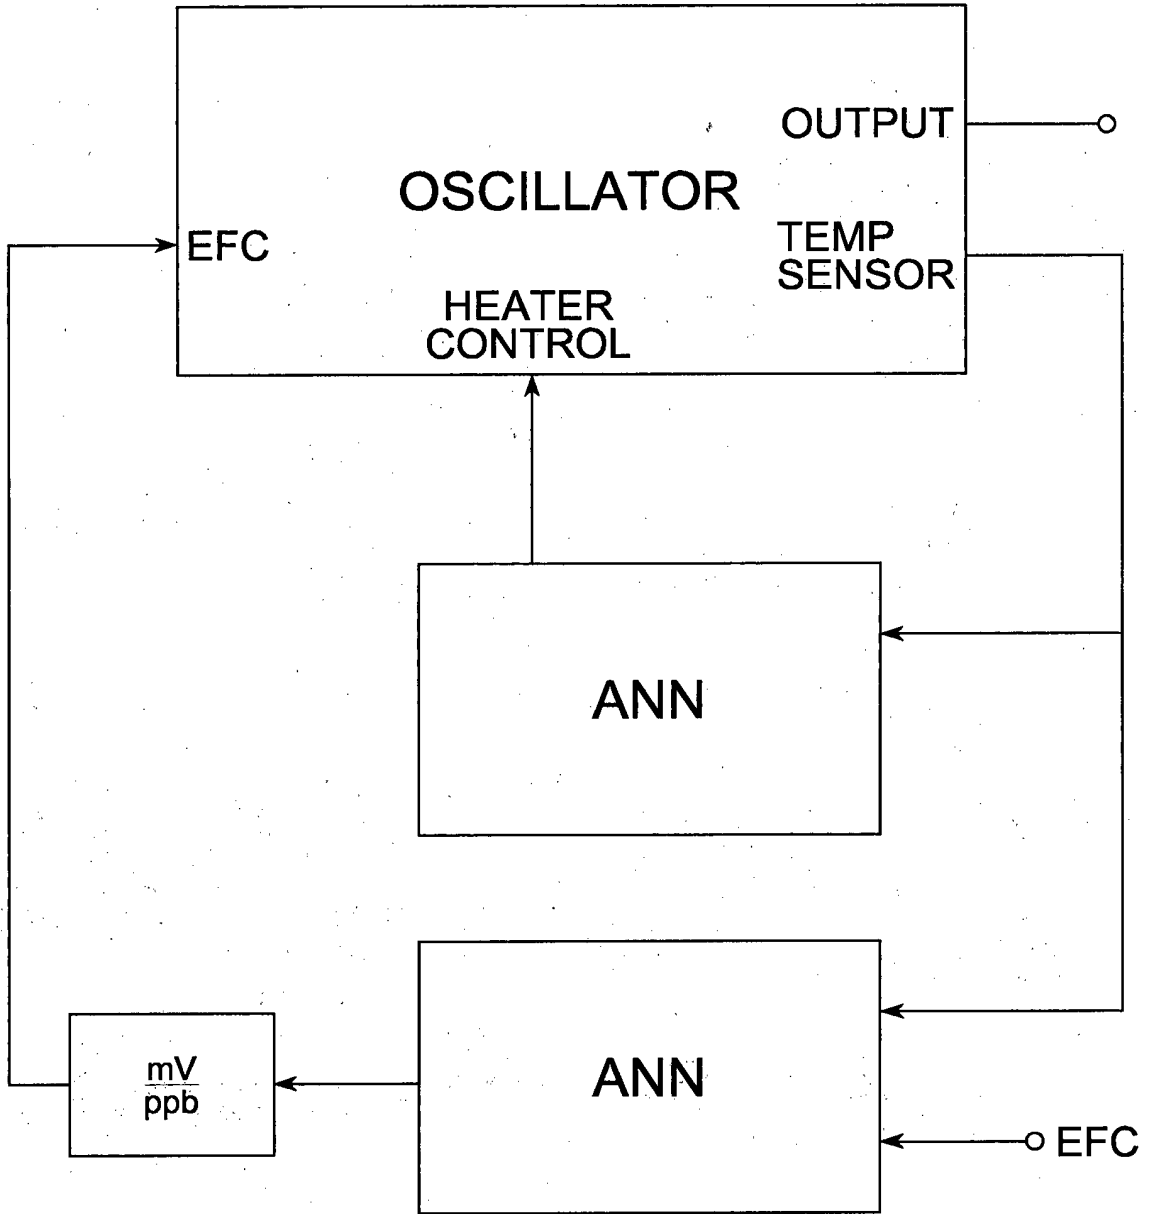 OUTPUT
OSCILLATOR
EFC
TEMP
SENSOR
HEATER
CONTROL
ANN
ANN
mV
ppb
EFC